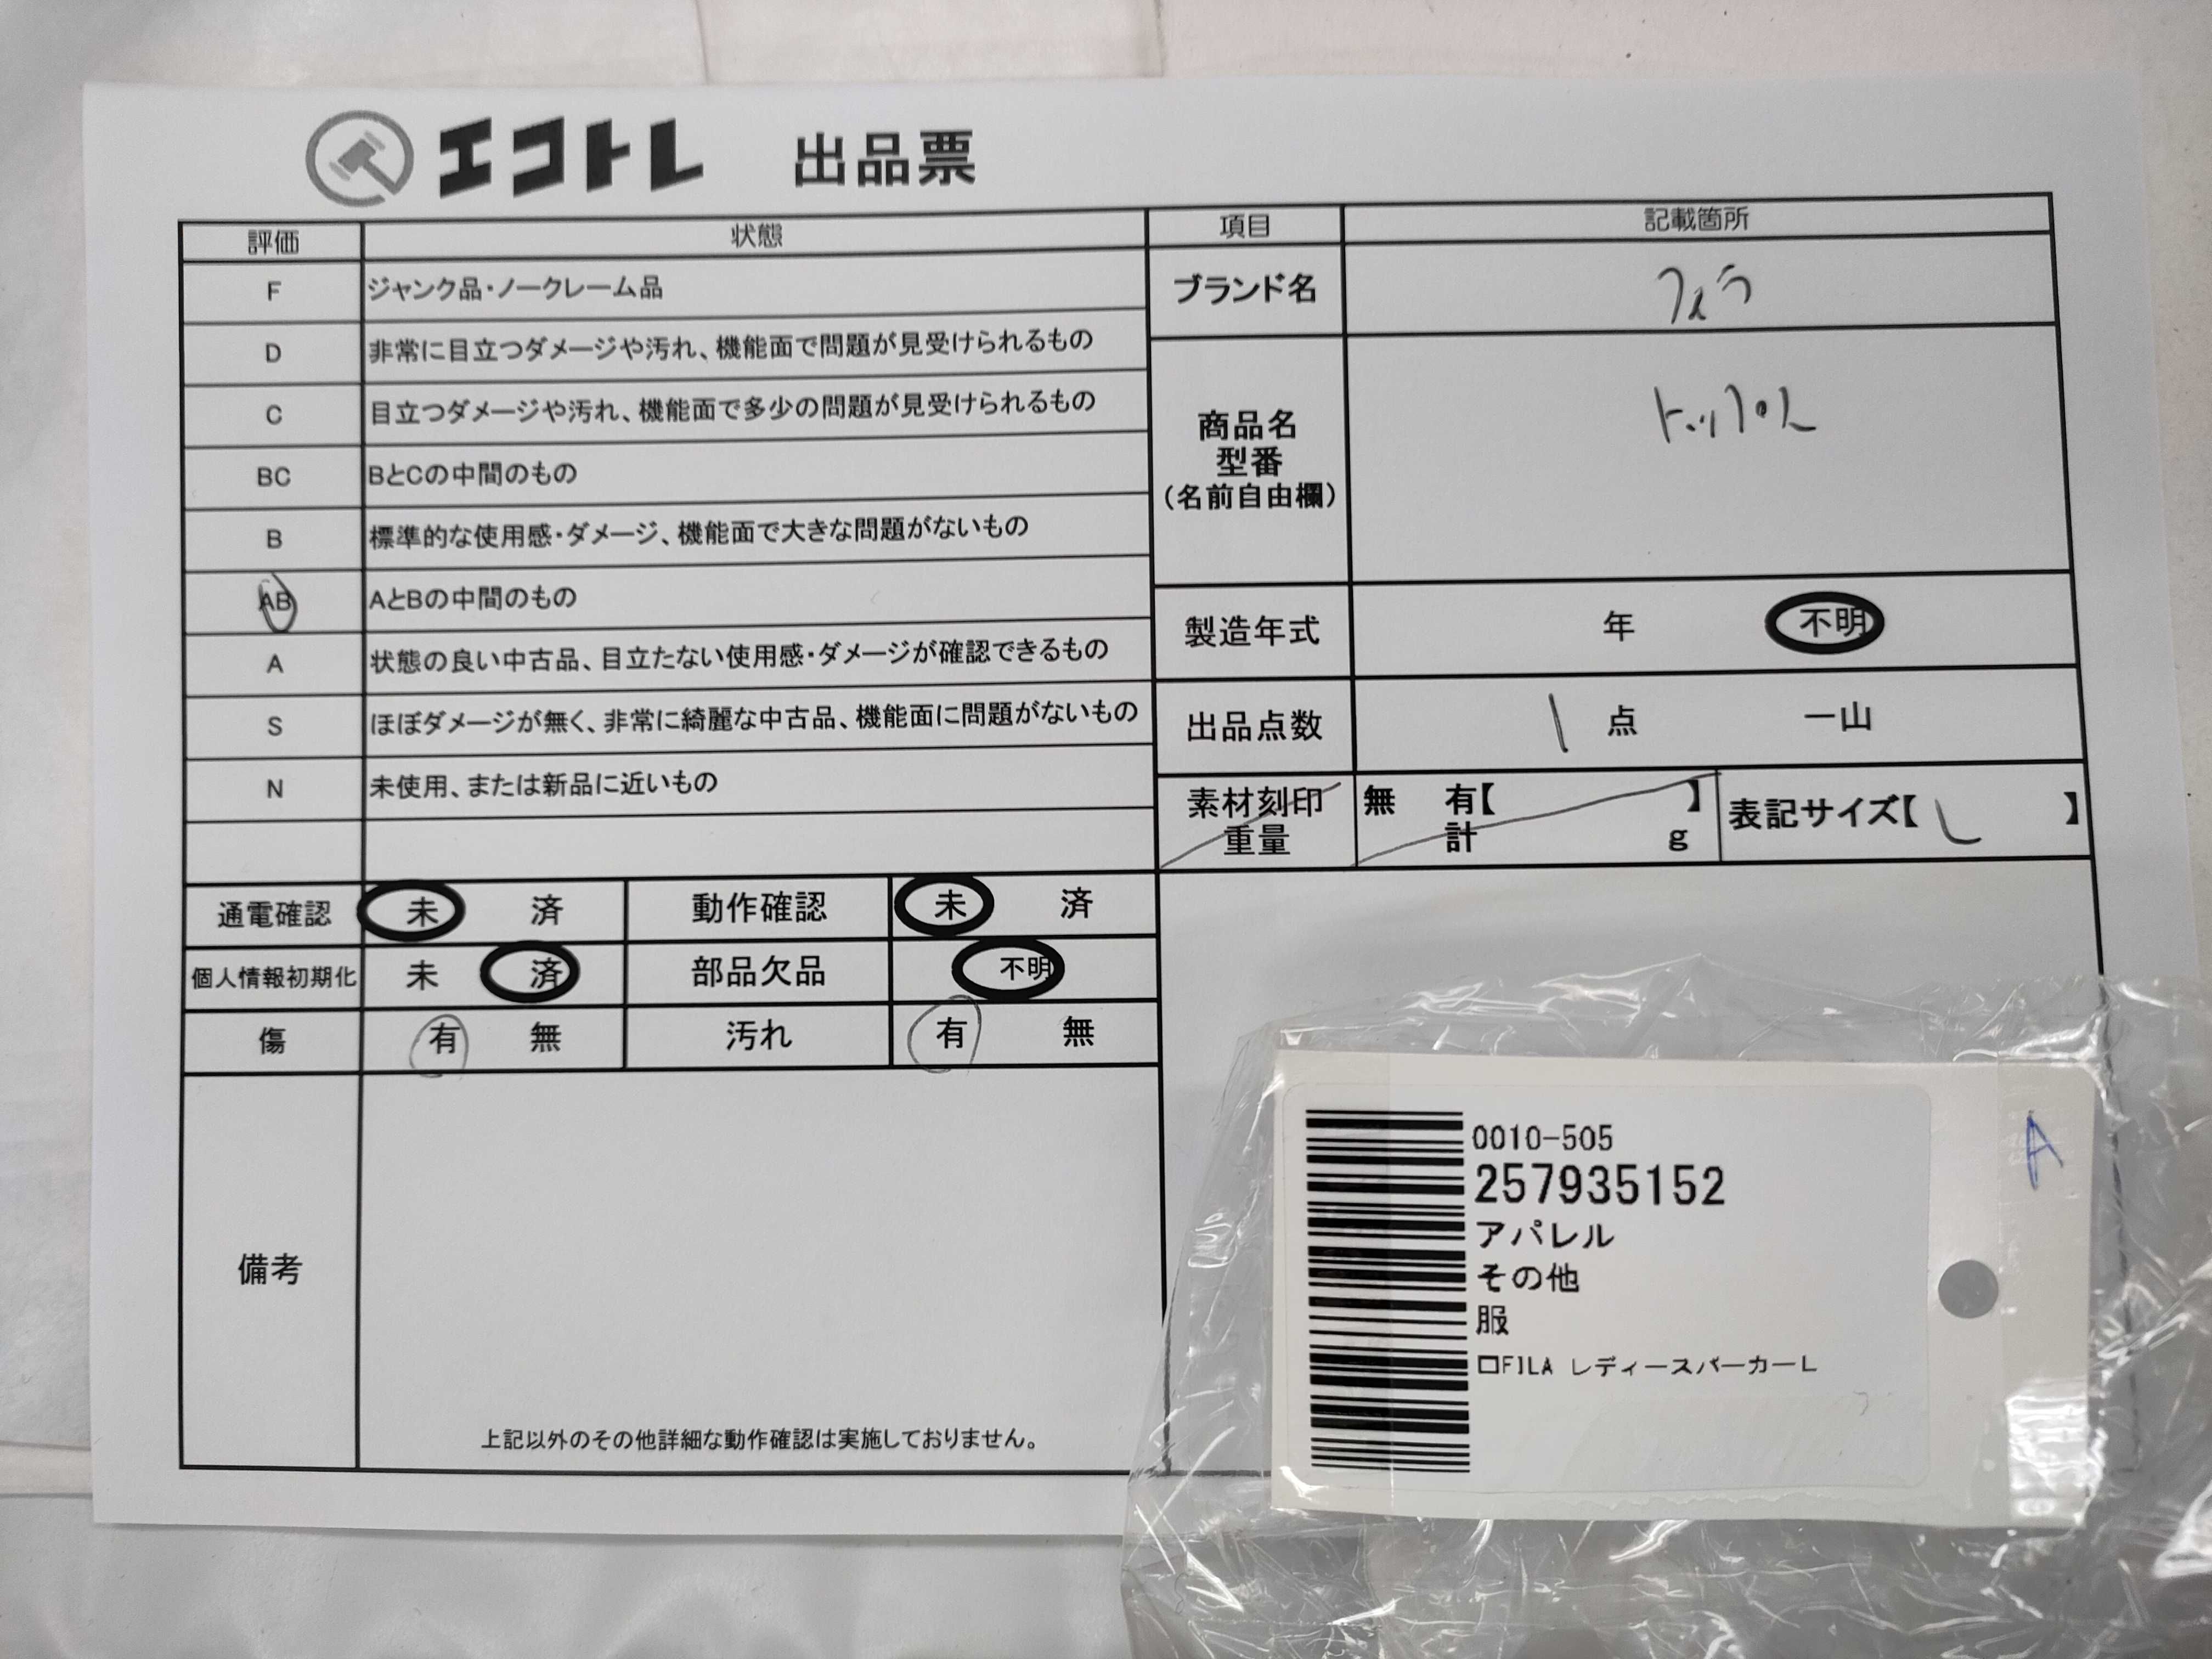 エコトレ 出品票
評価 状態
F ジャンク品・ノークレーム品
D 非常に目立つダメージや汚れ、機能面で問題が見受けられるもの
C 目立つダメージや汚れ、機能面で多少の問題が見受けられるもの
BC BとCの中間のもの
B 標準的な使用感・ダメージ、機能面で大きな問題がないもの
AB AとBの中間のもの
A 状態の良い中古品、目立たない使用感・ダメージが確認できるもの
S ほぼダメージが無く、非常に綺麗な中古品、機能面に問題がないもの
N 未使用、または新品に近いもの
項目 記載箇所
ブランド名 フィラ
商品名
型番
(名前自由欄)
トップス
製造年式 年 不明
出品点数 1 点 一山
素材刻印 無 有【 】
重量 計 g
表記サイズ【 L 】
通電確認 未 済 動作確認 未 済
個人情報初期化 未 済 部品欠品 不明
傷 有 無 汚れ 有 無
備考
上記以外のその他詳細な動作確認は実施しておりません。
0010-505
257935152
アパレル
その他
服
口FILA レディースパーカーL
A